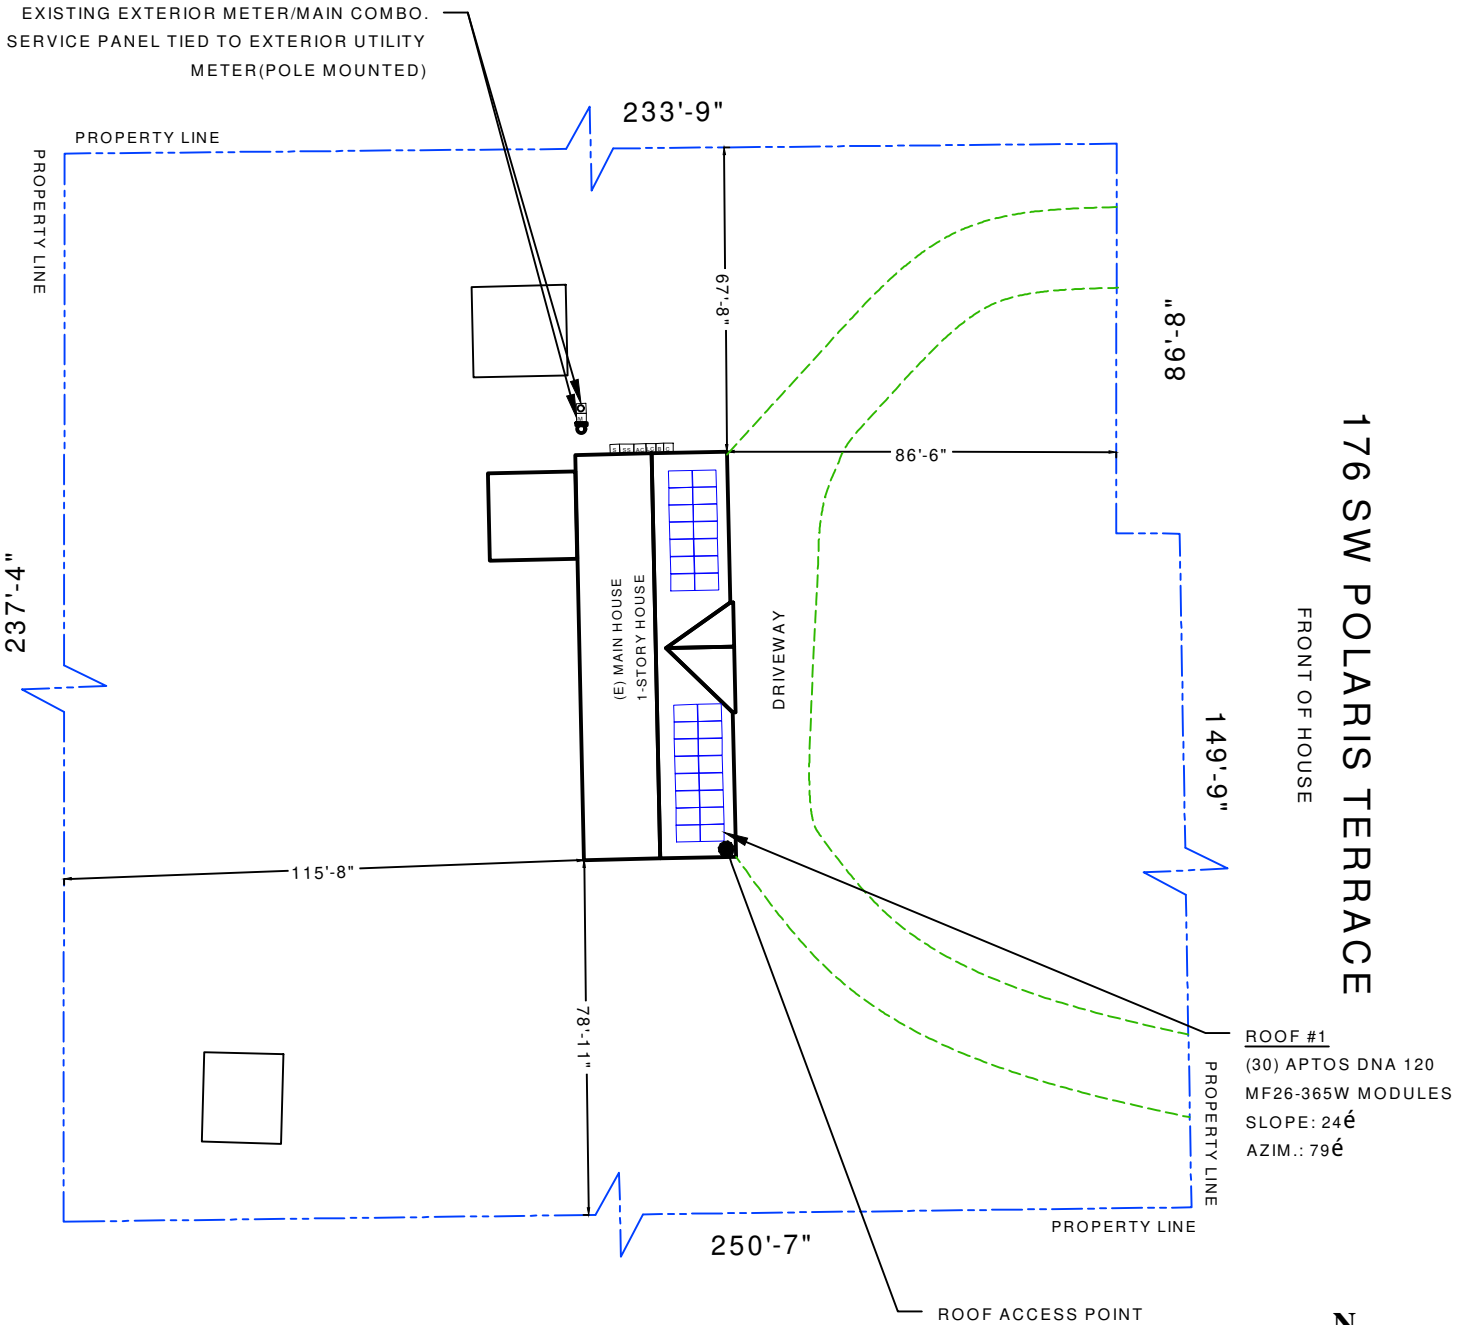 EXISTING EXTERIOR METER/MAIN COMBO.
SERVICE PANEL TIED TO EXTERIOR UTILITY
METER(POLE MOUNTED)
233'-9"
PROPERTY LINE
PROPERTY LINE
67'-8"
86'-8"
86'-6"
176 SW POLARIS TERRACE
FRONT OF HOUSE
237'-4"
(E) MAIN HOUSE
1-STORY HOUSE
DRIVEWAY
149'-9"
115'-8"
78'-11"
ROOF #1
(30) APTOS DNA 120
MF26-365W MODULES
SLOPE: 24é
AZIM.: 79é
PROPERTY LINE
PROPERTY LINE
250'-7"
ROOF ACCESS POINT
N